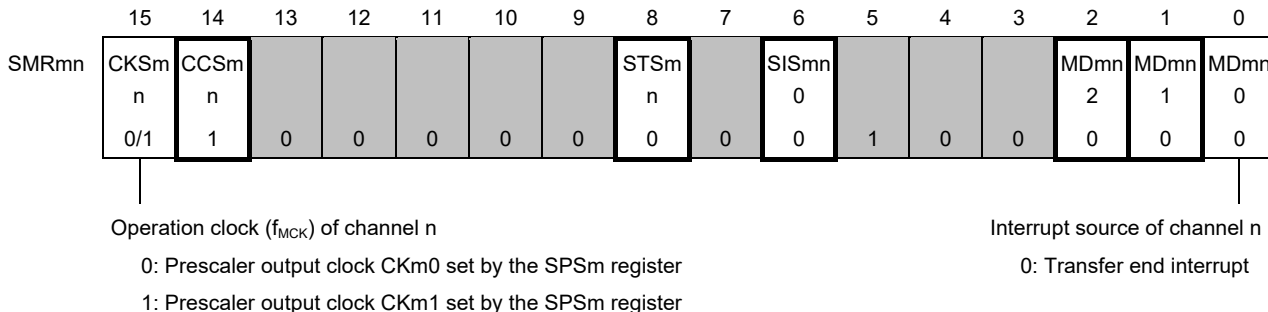 15 14 13 12 11 10 9 8 7 6 5 4 3 2 1 0
SMRmn CKSm CCSm STSm SISmn MDmn MDmn MDmn
n n n 0 2 1 0
0/1 1 0 0 0 0 0 0 0 0 1 0 0 0 0 0
Operation clock (fMCK) of channel n Interrupt source of channel n
0: Prescaler output clock CKm0 set by the SPSm register 0: Transfer end interrupt
1: Prescaler output clock CKm1 set by the SPSm register